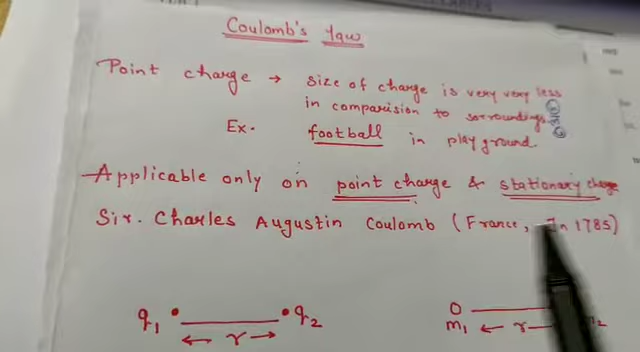 Coulomb's law
Point charge → size of charge is very very less
in comparision to sorroundings.
Ex. football in playground.
Applicable only on point charge & stationary charge
Sir. Charles Augustin Coulomb (France, In 1785)
q1 q2
← r →
m1 ← r